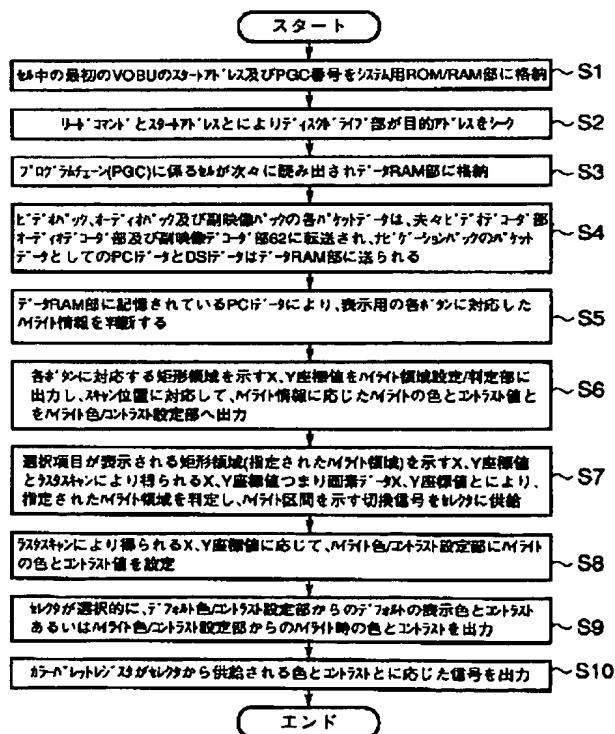 スタート
セル中の最初のVOBUのスタートアドレス及びPGC番号をシステム用ROM/RAM部に格納
S1
リードコマンドとスタートアドレスとによりディスクドライブ部が目的アドレスをシーク
S2
プログラムチェーン(PGC)に係るセルが次々に読み出されデータRAM部に格納
S3
ビデオパック、オーディオパック及び副映像パックの各パケットデータは、夫々ビデオデコーダ部
オーディオデコーダ部及び副映像デコーダ部62に転送され、ナビゲーションパックのパケット
データとしてのPCIデータとDSIデータはデータRAM部に送られる
S4
データRAM部に記憶されているPCIデータにより、表示用の各ボタンに対応した
ハイライト情報を判断する
S5
各ボタンに対応する矩形領域を示すX、Y座標値をハイライト領域設定/判定部に
出力し、スキャン位置に対応して、ハイライト情報に応じたハイライトの色とコントラスト値と
をハイライト色/コントラスト設定部へ出力
S6
選択項目が表示される矩形領域(指定されたハイライト領域)を示すX、Y座標値
とラスタスキャンにより得られるX、Y座標値つまり画素データX、Y座標値とにより、
指定されたハイライト領域を判定し、ハイライト区間を示す切換信号をセレクタに供給
S7
ラスタスキャンにより得られるX、Y座標値に応じて、ハイライト色/コントラスト設定部にハイライト
の色とコントラスト値を設定
S8
セレクタが選択的に、デフォルト色/コントラスト設定部からのデフォルトの表示色とコントラスト
あるいはハイライト色/コントラスト設定部からのハイライト時の色とコントラストを出力
S9
カラーパレットレジスタがセレクタから供給される色とコントラストとに応じた信号を出力
S10
エンド